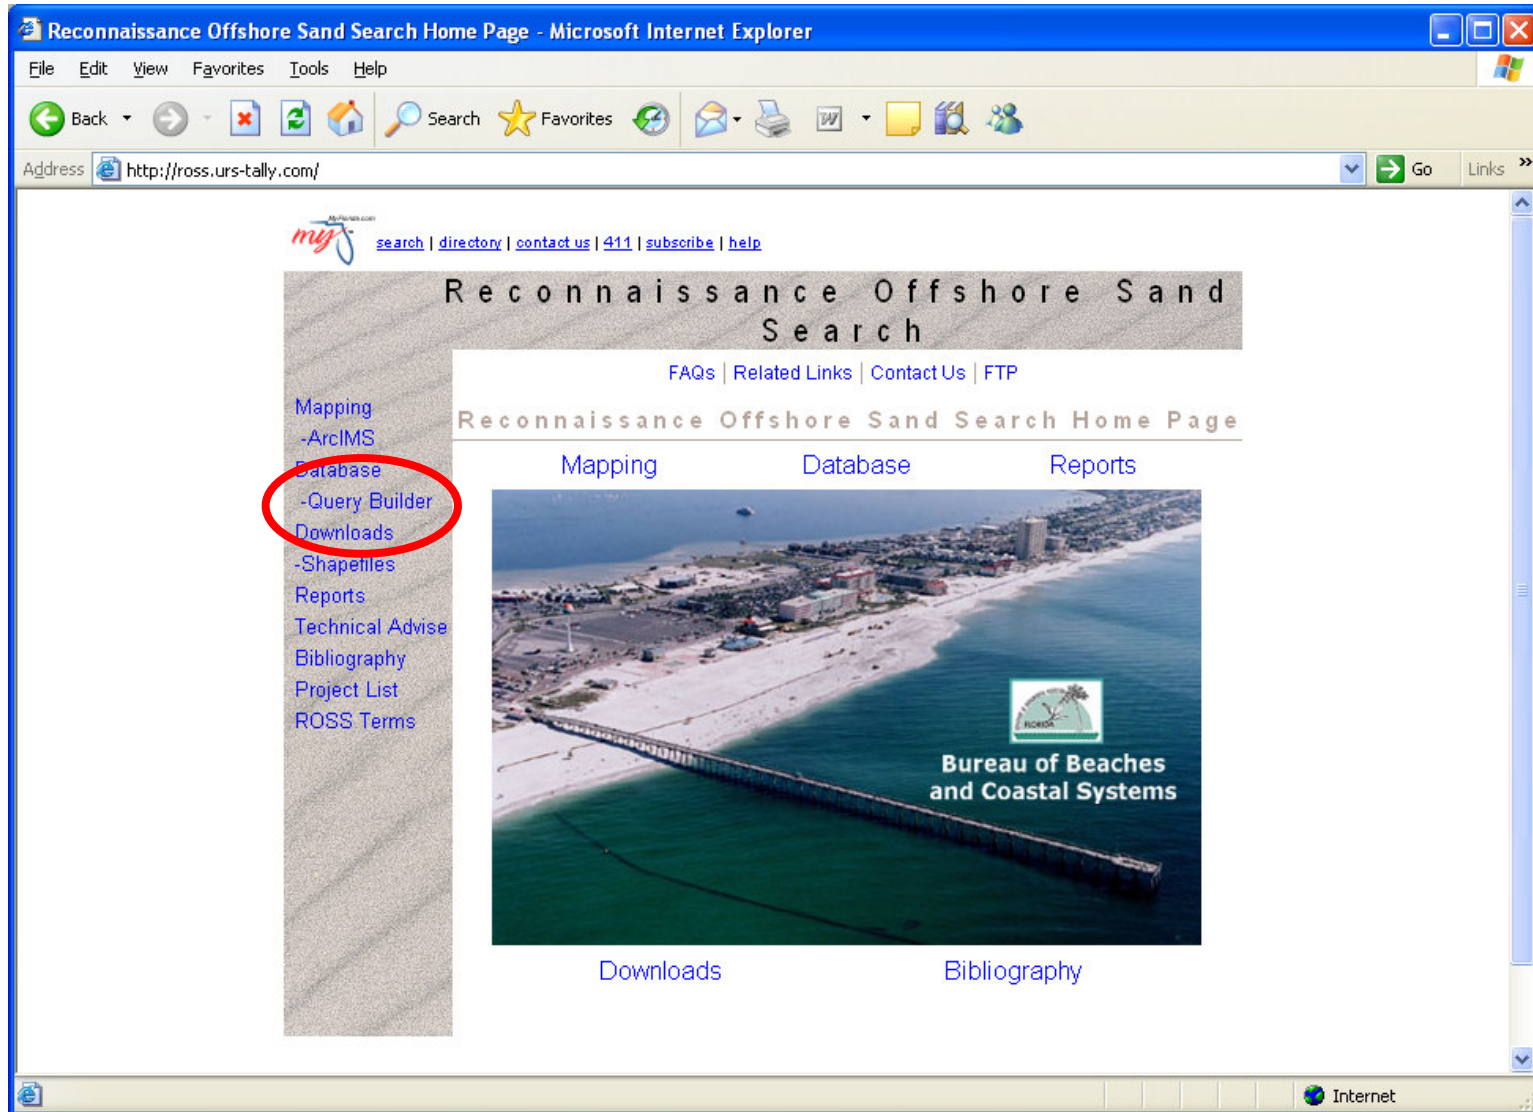 Reconnaissance Offshore Sand Search Home Page - Microsoft Internet Explorer
File Edit View Favorites Tools Help
Back Search Favorites
Address http://ross.urs-tally.com/ Go Links »
MyFlorida.com
my
search | directory | contact us | 411 | subscribe | help
Reconnaissance Offshore Sand
Search
FAQs | Related Links | Contact Us | FTP
Reconnaissance Offshore Sand Search Home Page
Mapping
-ArcIMS
Database
-Query Builder
Downloads
-Shapefiles
Reports
Technical Advise
Bibliography
Project List
ROSS Terms
Mapping Database Reports
FLORIDA
Bureau of Beaches
and Coastal Systems
Downloads Bibliography
Internet